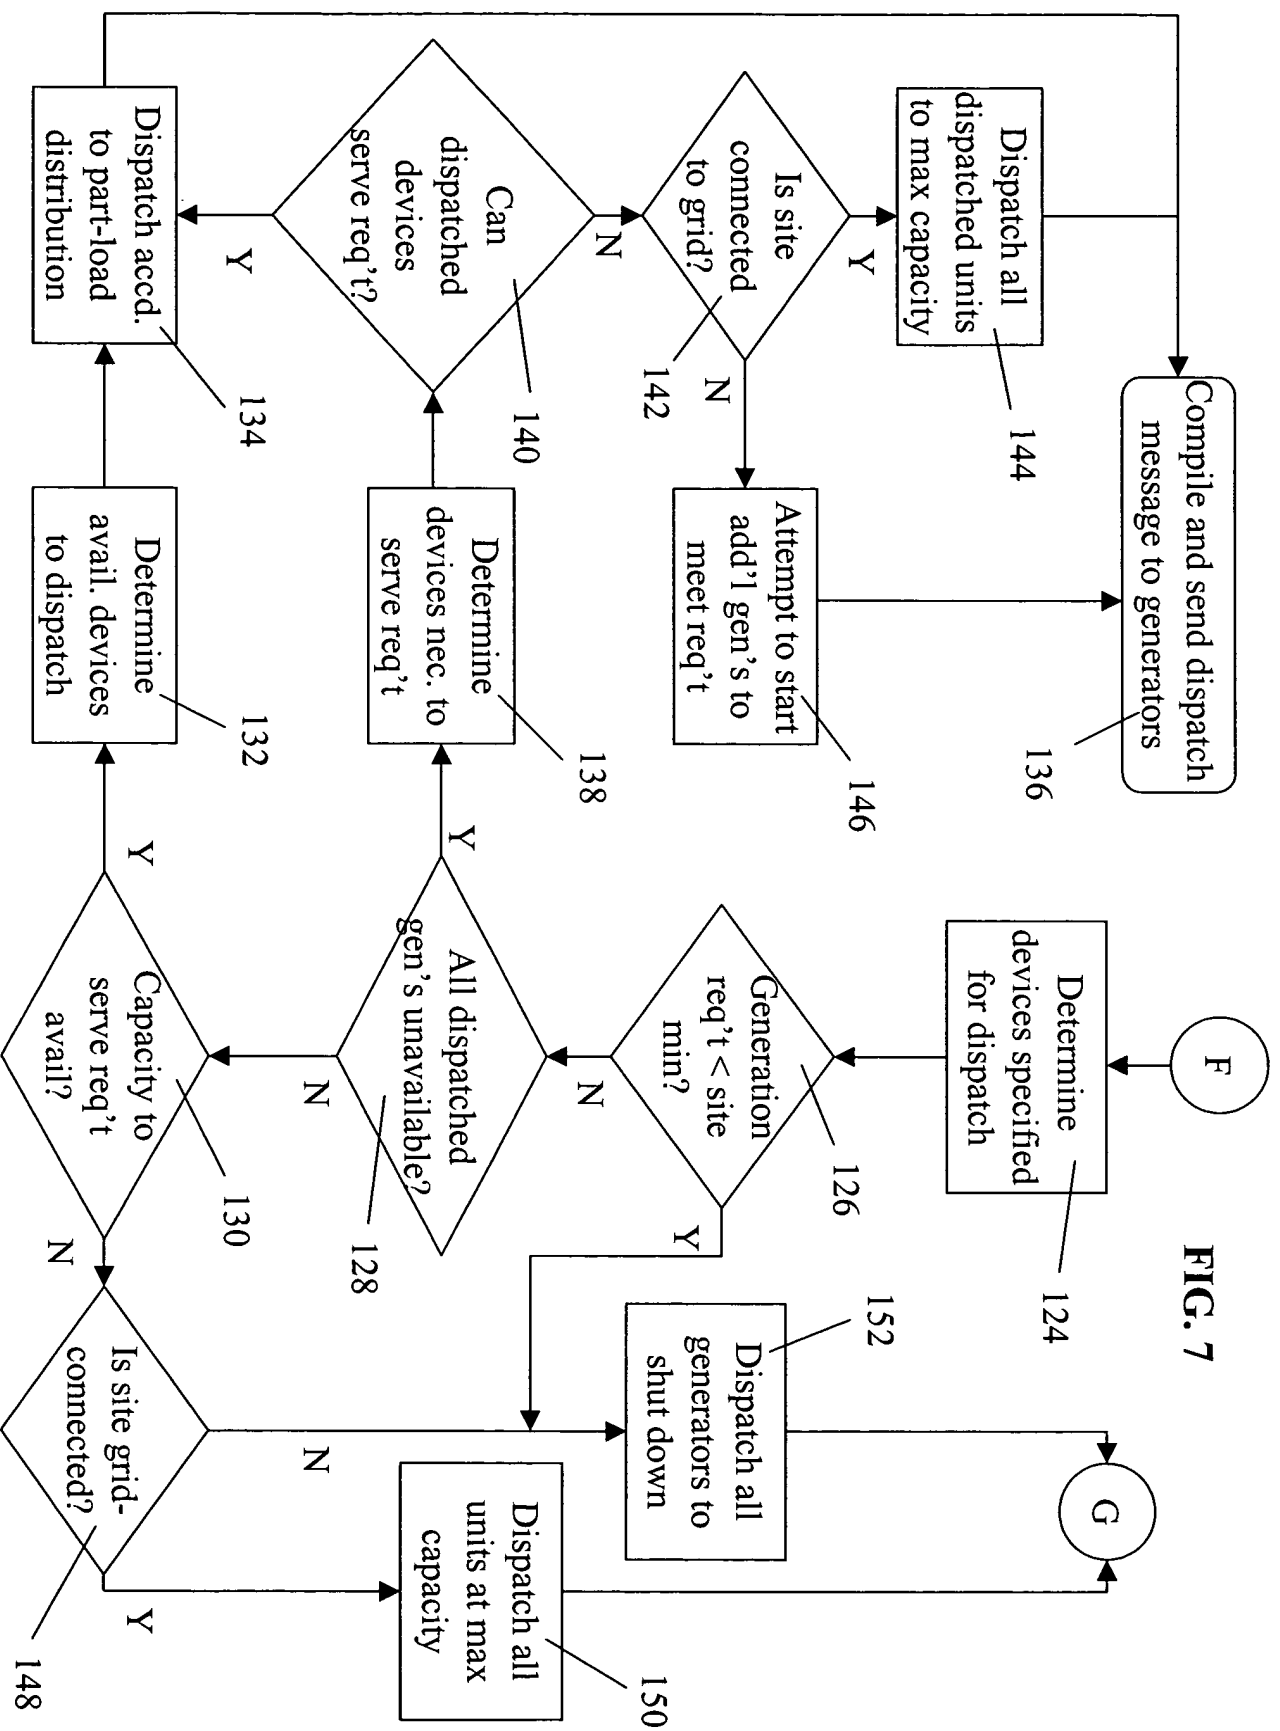 FIG. 7
F
Determine
devices specified
for dispatch
124
Generation
req't < site
min?
126
N
Y
All dispatched
gen's unavailable?
128
Y
N
Capacity to
serve req't
avail?
130
Y
N
Determine
avail. devices
to dispatch
132
Dispatch accd.
to part-load
distribution
134
Compile and send dispatch
message to generators
136
Determine
devices nec. to
serve req't
138
Can
dispatched
devices
serve req't?
140
Y
N
Is site
connected
to grid?
142
Y
N
Dispatch all
dispatched units
to max capacity
144
Attempt to start
add'l gen's to
meet req't
146
Is site grid-
connected?
148
N
Y
Dispatch all
units at max
capacity
150
Dispatch all
generators to
shut down
152
G